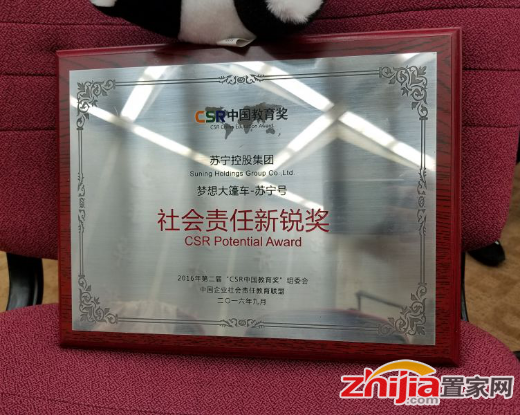 CSR中国教育奖
CSR China Education Award
苏宁控股集团
Suning Holdings Group Co.,Ltd
梦想大篷车-苏宁号
社会责任新锐奖
CSR Potential Award
2016年第二届“CSR中国教育奖”组委会
中国企业社会责任教育联盟
二〇一六年九月
zhijia置家网